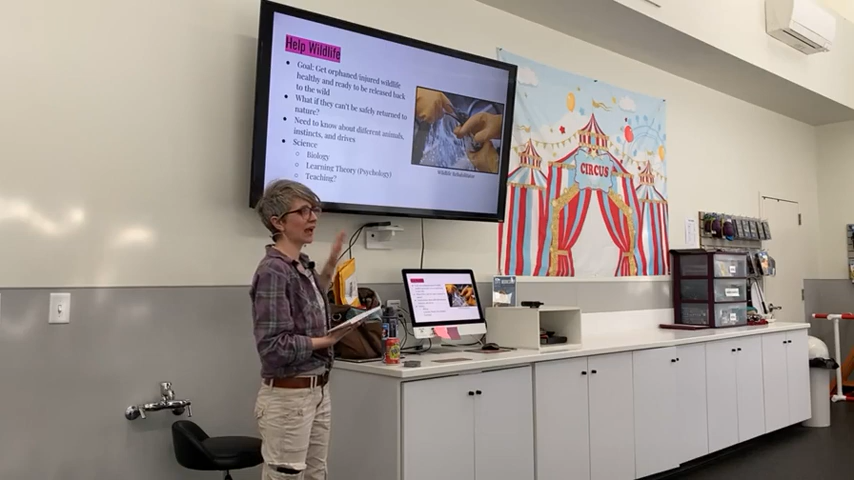 Help Wildlife
Goal: Get orphaned/injured wildlife
healthy and ready to be released back
to the wild
What if they can't be safely returned to
nature?
Need to know about different animals,
instincts, and drives
Science
Biology
Learning Theory (Psychology)
Teaching?
Wildlife Rehabilitation
CIRCUS